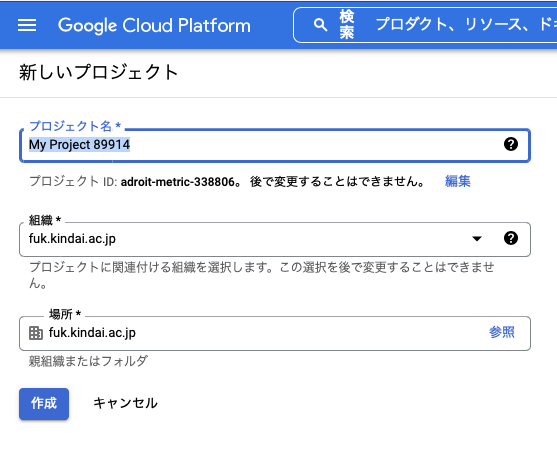 Google Cloud Platform
検索
プロダクト、リソース、ド
新しいプロジェクト
プロジェクト名 *
My Project 89914
プロジェクト ID: adroit-metric-338806。 後で変更することはできません。 編集
組織 *
fuk.kindai.ac.jp
プロジェクトに関連付ける組織を選択します。この選択を後で変更することはできませ
ん。
場所 *
fuk.kindai.ac.jp 参照
親組織またはフォルダ
作成 キャンセル